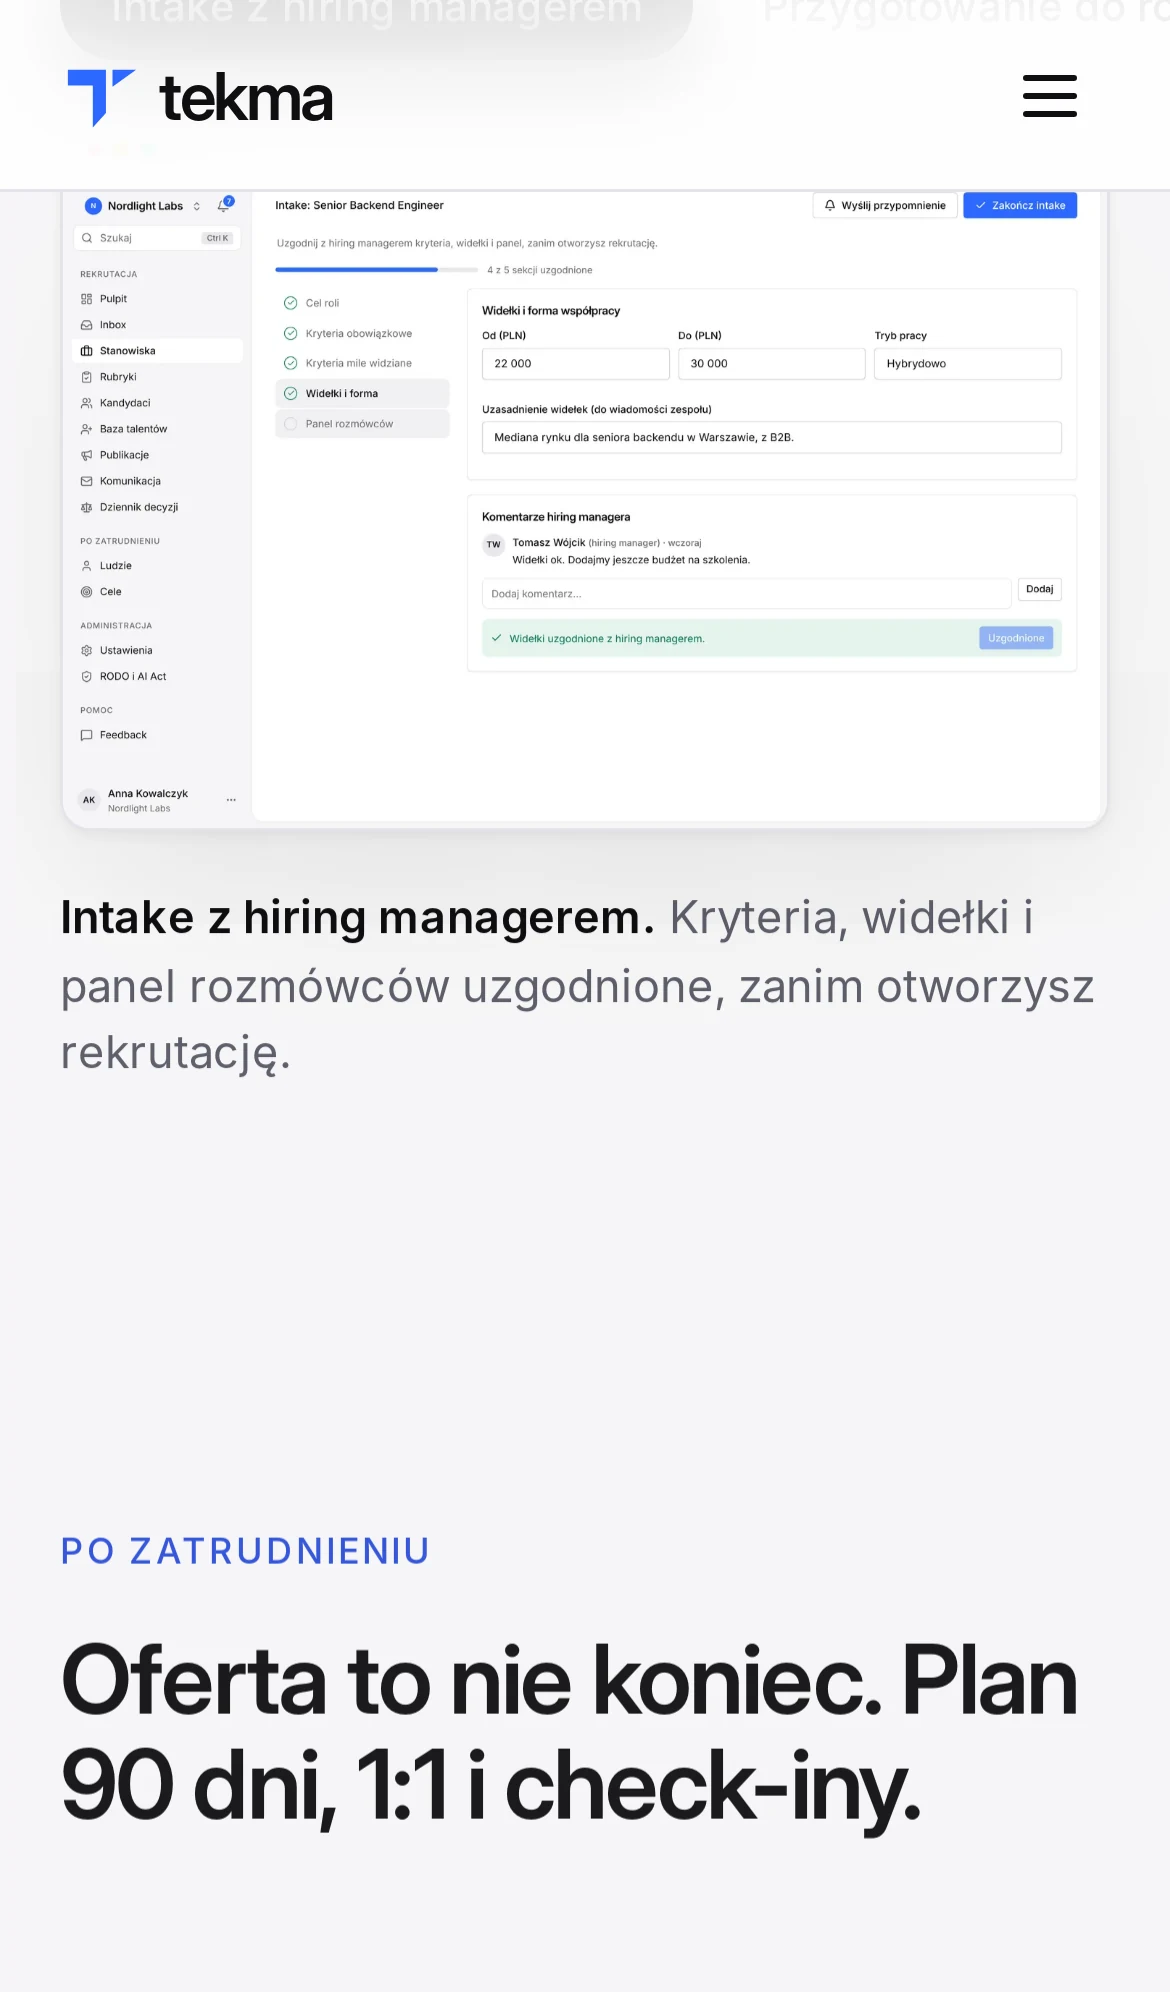 Intake z hiring managerem
Przygotowanie do
tekma
Nordlight Labs
7
N
Intake: Senior Backend Engineer
Wyślij przypomnienie
Zakończ intake
Szukaj
Ctrl K
Uzgodnij z hiring managerem kryteria, widełki i panel, zanim otworzysz rekrutację.
4 z 5 sekcji uzgodnione
REKRUTACJA
Pulpit
Inbox
Stanowiska
Rubryki
Kandydaci
Baza talentów
Publikacje
Komunikacja
Dziennik decyzji
PO ZATRUDNIENIU
Ludzie
Cele
ADMINISTRACJA
Ustawienia
RODO i AI Act
POMOC
Feedback
AK
Anna Kowalczyk
Nordlight Labs
Cel roli
Kryteria obowiązkowe
Kryteria mile widziane
Widełki i forma
Panel rozmówców
Widełki i forma współpracy
Od (PLN)
Do (PLN)
Tryb pracy
22 000
30 000
Hybrydowo
Uzasadnienie widełek (do wiadomości zespołu)
Mediana rynku dla seniora backendu w Warszawie, z B2B.
Komentarze hiring managera
TW
Tomasz Wójcik (hiring manager) · wczoraj
Widełki ok. Dodajmy jeszcze budżet na szkolenia.
Dodaj komentarz...
Dodaj
Widełki uzgodnione z hiring managerem.
Uzgodnione
Intake z hiring managerem. Kryteria, widełki i
panel rozmówców uzgodnione, zanim otworzysz
rekrutację.
PO ZATRUDNIENIU
Oferta to nie koniec. Plan
90 dni, 1:1 i check-iny.